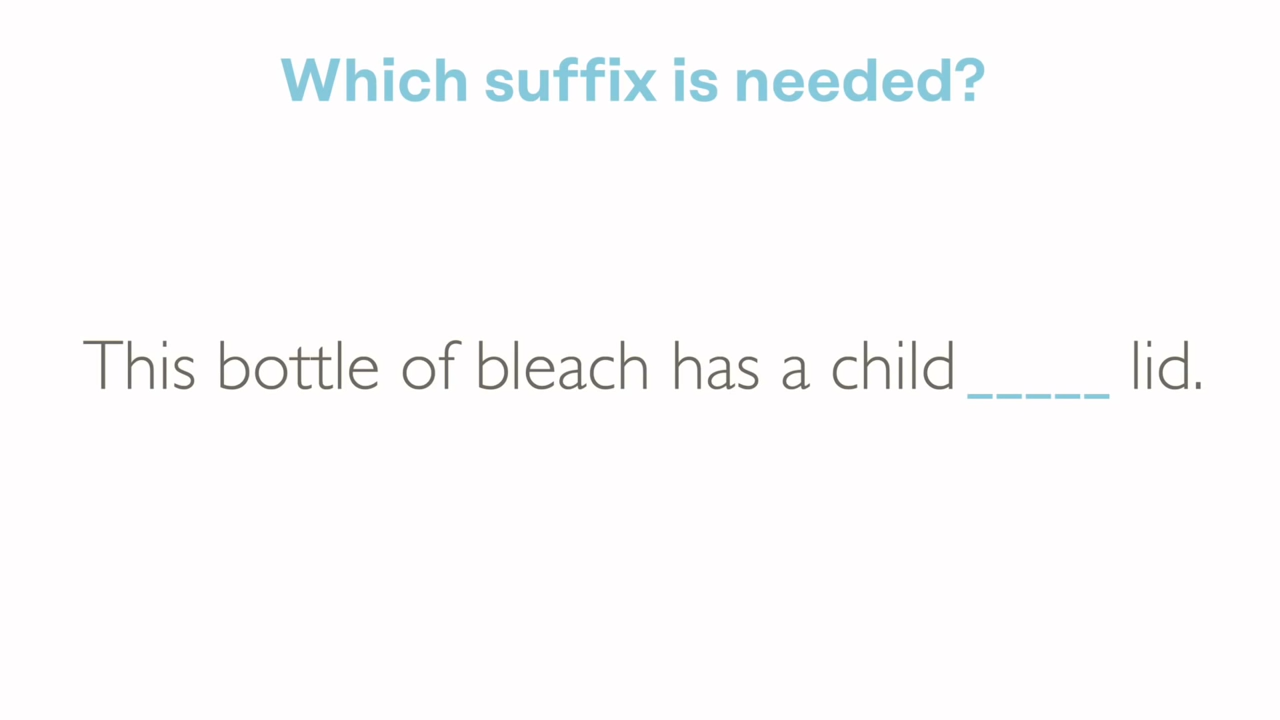 Which suffix is needed?
This bottle of bleach has a child _____ lid.